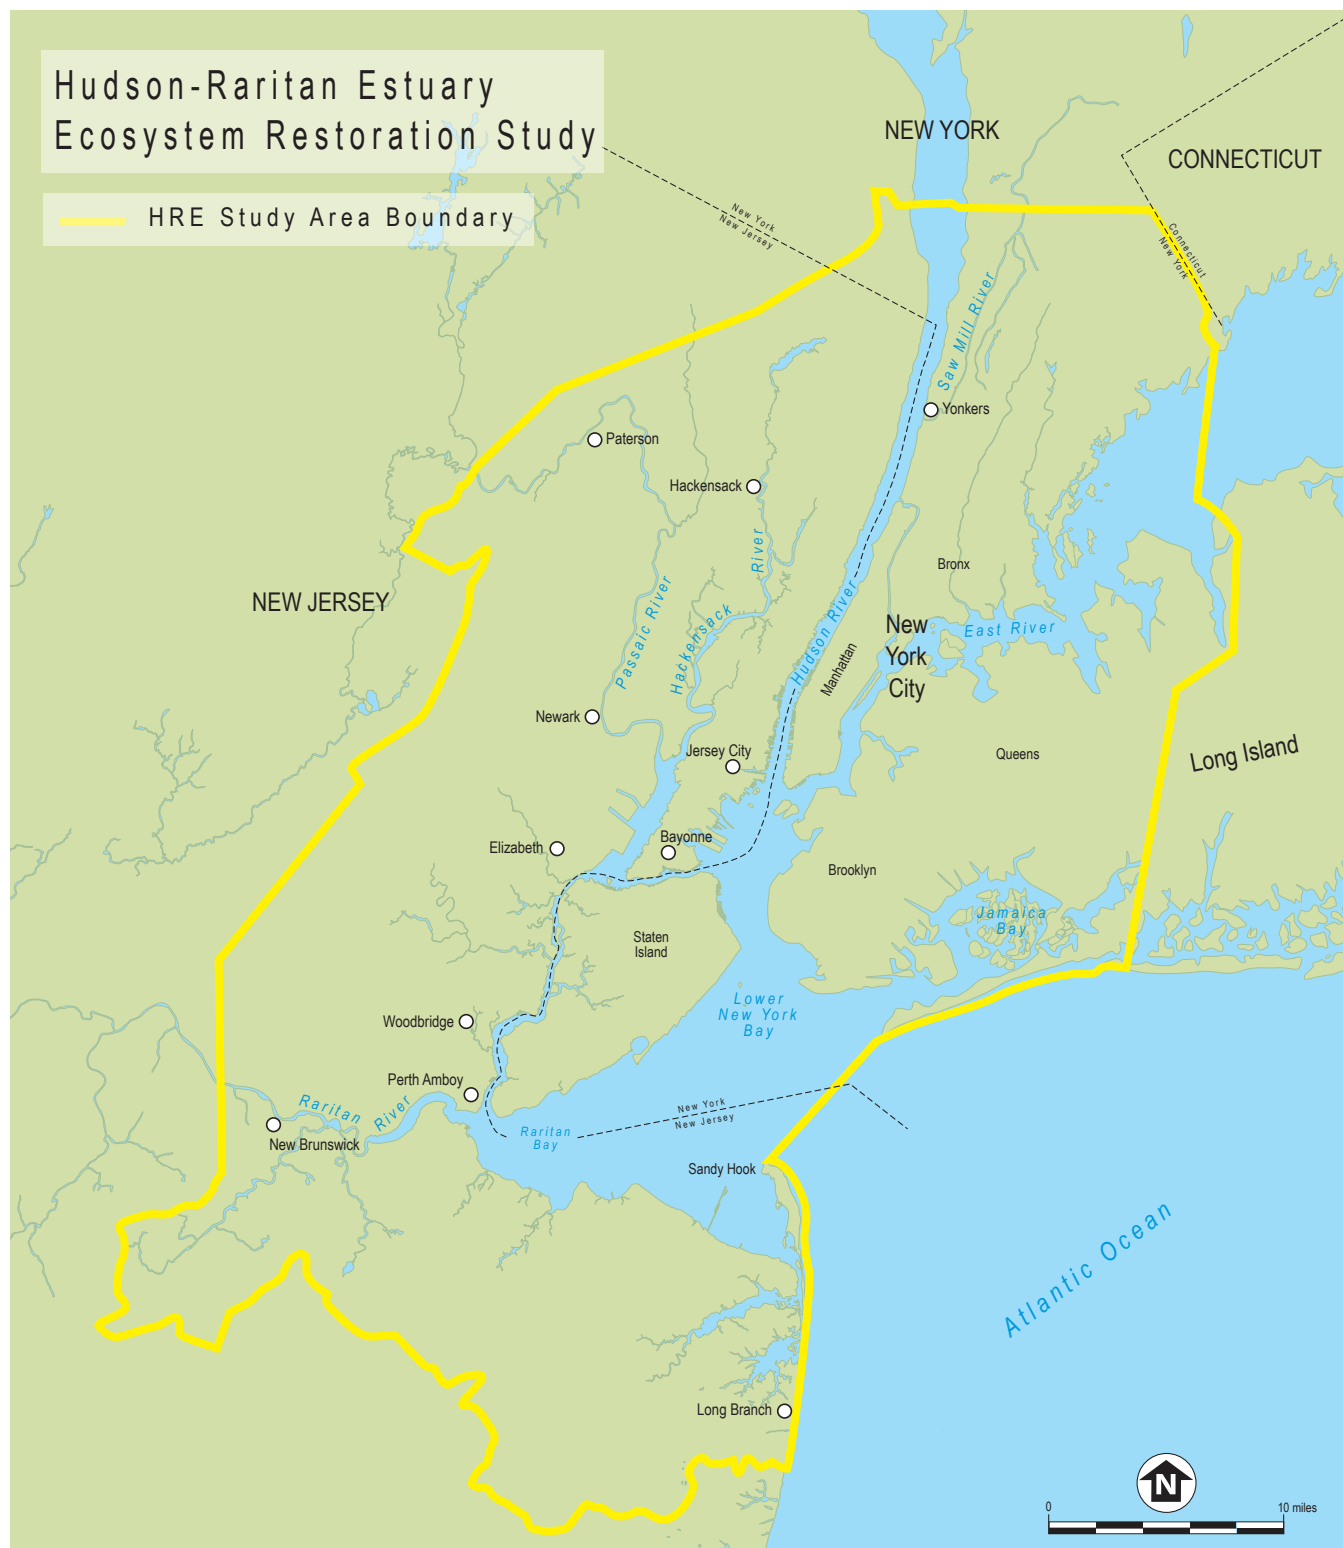 Hudson-Raritan Estuary
Ecosystem Restoration Study
HRE Study Area Boundary
NEW YORK
CONNECTICUT
New York
New Jersey
Connecticut
New York
Saw Mill River
Yonkers
Paterson
Hackensack
River
Hackensack
Passaic River
NEW JERSEY
Bronx
Hudson River
Manhattan
New
York
City
East River
Newark
Jersey City
Queens
Long Island
Elizabeth
Bayonne
Brooklyn
Jamaica
Bay
Staten
Island
Lower
New York
Bay
Woodbridge
Perth Amboy
Raritan
River
New Brunswick
Raritan
Bay
New York
New Jersey
Sandy Hook
Atlantic Ocean
Long Branch
N
0
10 miles